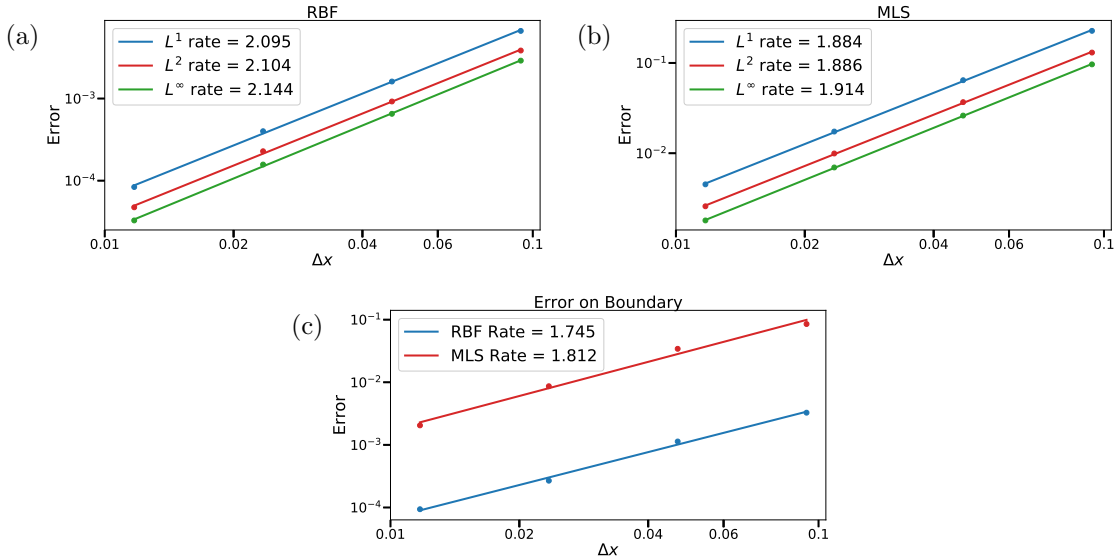 (a)
RBF
L¹ rate = 2.095
L² rate = 2.104
L∞ rate = 2.144
Error
10⁻³
10⁻⁴
0.01
0.02
0.04
0.06
0.1
Δx
(b)
MLS
L¹ rate = 1.884
L² rate = 1.886
L∞ rate = 1.914
Error
10⁻¹
10⁻²
0.01
0.02
0.04
0.06
0.1
Δx
(c)
Error on Boundary
RBF Rate = 1.745
MLS Rate = 1.812
Error
10⁻¹
10⁻²
10⁻³
10⁻⁴
0.01
0.02
0.04
0.06
0.1
Δx